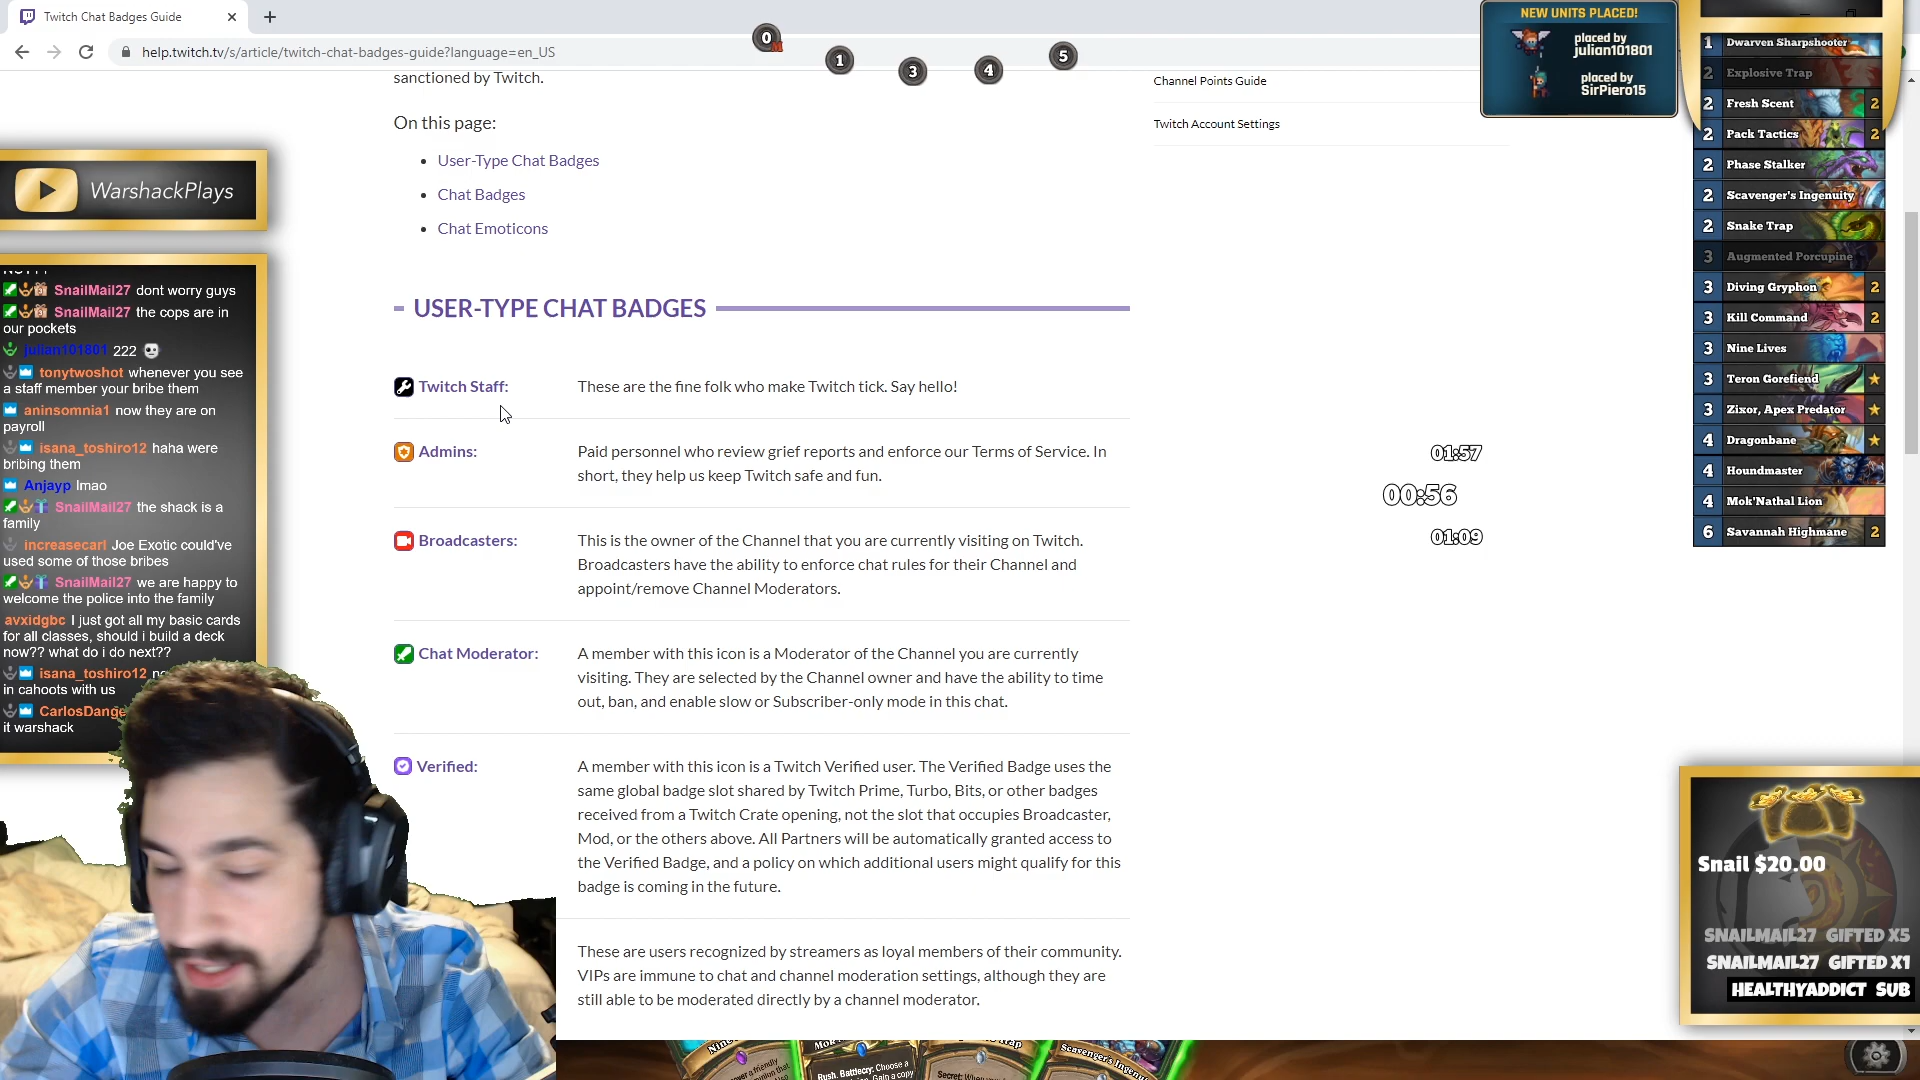 Twitch Chat Badges Guide
help.twitch.tv/s/article/twitch-chat-badges-guide?language=en_US
sanctioned by Twitch.
On this page:
User-Type Chat Badges
Chat Badges
Chat Emoticons
USER-TYPE CHAT BADGES
Twitch Staff:
These are the fine folk who make Twitch tick. Say hello!
Admins:
Paid personnel who review grief reports and enforce our Terms of Service. In
short, they help us keep Twitch safe and fun.
Broadcasters:
This is the owner of the Channel that you are currently visiting on Twitch.
Broadcasters have the ability to enforce chat rules for their Channel and
appoint/remove Channel Moderators.
Chat Moderator:
A member with this icon is a Moderator of the Channel you are currently
visiting. They are selected by the Channel owner and have the ability to time
out, ban, and enable slow or Subscriber-only mode in this chat.
Verified:
A member with this icon is a Twitch Verified user. The Verified Badge uses the
same global badge slot shared by Twitch Prime, Turbo, Bits, or other badges
received from a Twitch Crate opening, not the slot that occupies Broadcaster,
Mod, or the others above. All Partners will be automatically granted access to
the Verified Badge, and a policy on which additional users might qualify for this
badge is coming in the future.
These are users recognized by streamers as loyal members of their community.
VIPs are immune to chat and channel moderation settings, although they are
still able to be moderated directly by a channel moderator.
Channel Points Guide
Twitch Account Settings
0
1
3
4
5
WarshackPlays
SnailMail27 dont worry guys
SnailMail27 the cops are in
our pockets
julian101801 222
tonytwoshot whenever you see
a staff member your bribe them
aninsomnia1 now they are on
payroll
isana_toshiro12 haha were
bribing them
Anjayp lmao
SnailMail27 the shack is a
family
increasecarl Joe Exotic could've
used some of those bribes
SnailMail27 we are happy to
welcome the police into the family
avxidgbc I just got all my basic cards
for all classes, should i build a deck
now?? what do i do next??
isana_toshiro12
in cahoots with us
CarlosDange
it warshack
NEW UNITS PLACED!
placed by
julian101801
placed by
SirPiero15
1 Dwarven Sharpshooter
2 Explosive Trap
2 Fresh Scent 2
2 Pack Tactics 2
2 Phase Stalker
2 Scavenger's Ingenuity
2 Snake Trap
3 Augmented Porcupine
3 Diving Gryphon 2
3 Kill Command 2
3 Nine Lives
3 Teron Gorefiend
3 Zixor, Apex Predator
4 Dragonbane
4 Houndmaster
4 Mok'Nathal Lion
6 Savannah Highmane 2
01:57
00:56
01:09
Snail $20.00
SNAILMAIL27 GIFTED X5
SNAILMAIL27 GIFTED X1
HEALTHYADDICT SUB
Rush. Battlecry: Choose a
Secret: